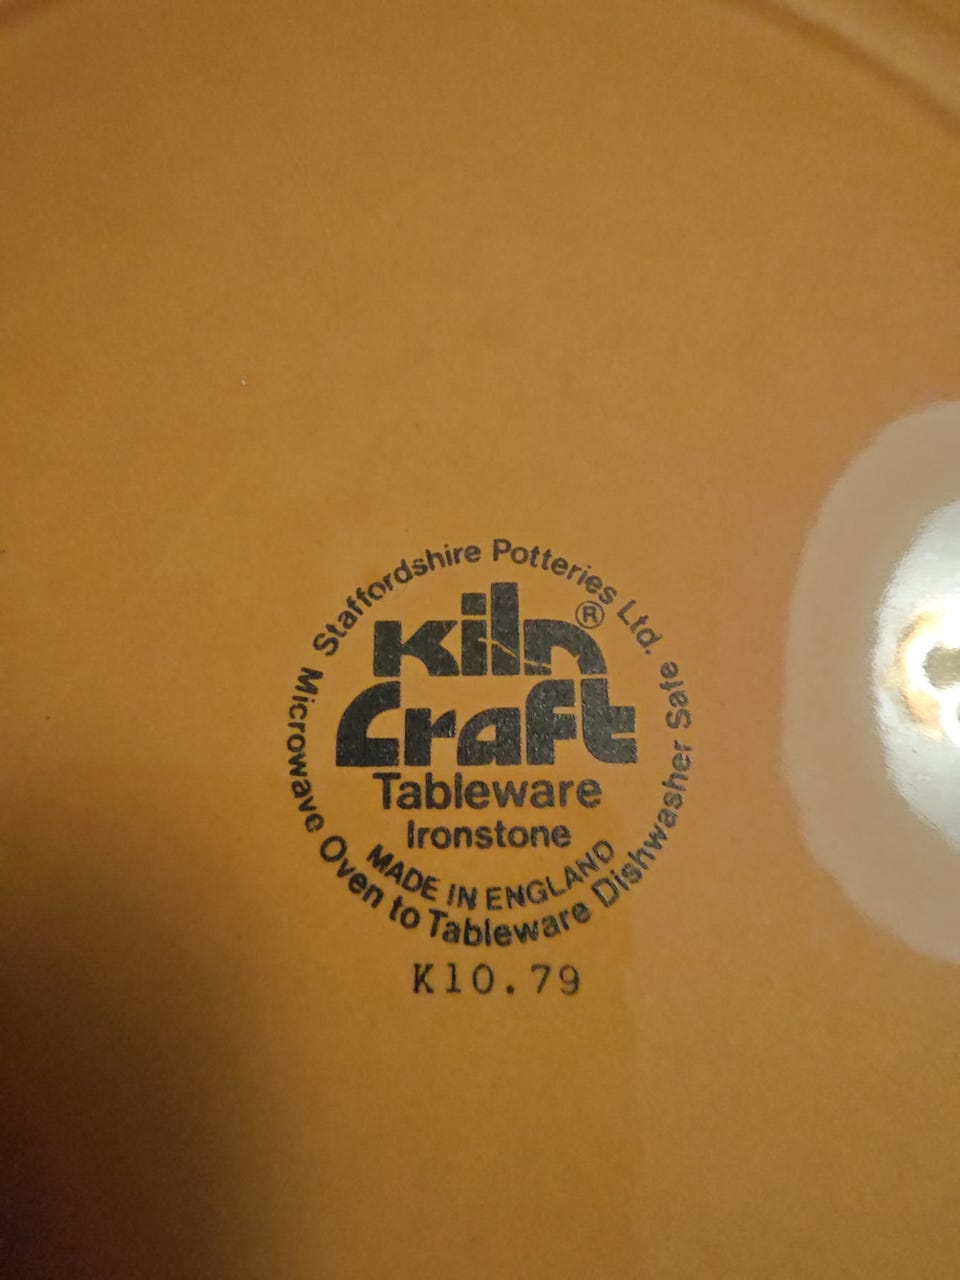 Staffordshire Potteries Ltd.
Kiln ®
Craft
Tableware
Ironstone
MADE IN ENGLAND
Microwave Oven to Tableware Dishwasher Safe
K10.79